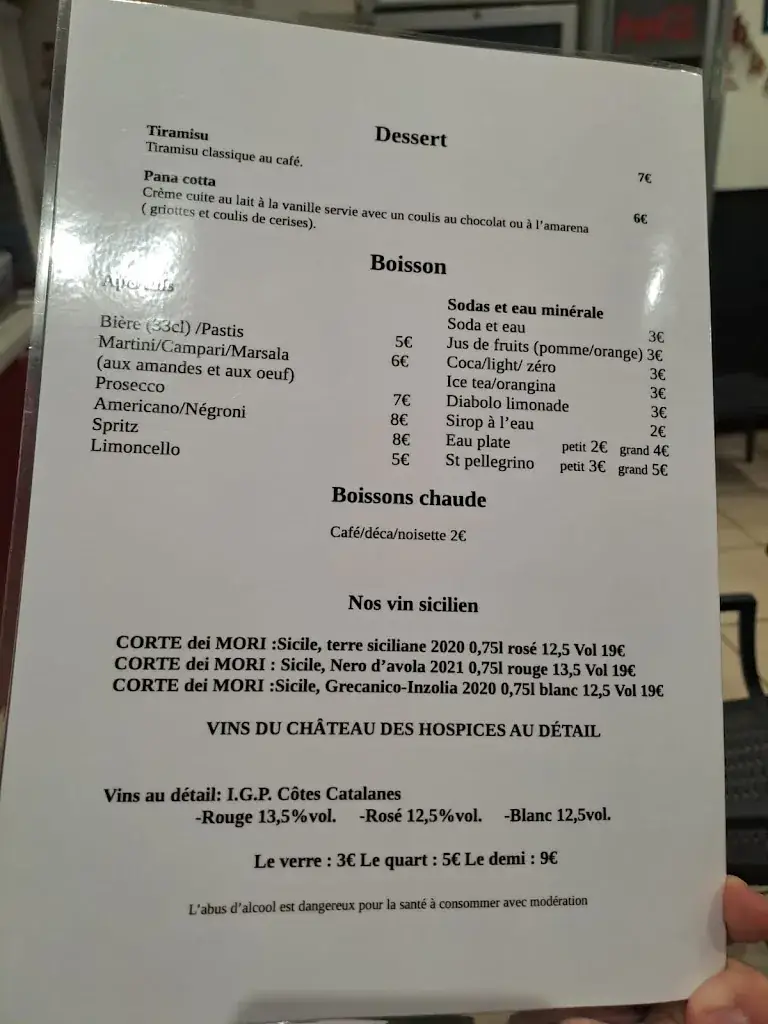 Dessert
Tiramisu
Tiramisu classique au café.
7€
Pana cotta
Crème cuite au lait à la vanille servie avec un coulis au chocolat ou à l'amarena
( griottes et coulis de cerises).
6€
Boisson
Apéritifs
Bière (33cl) /Pastis 5€
Martini/Campari/Marsala 6€
(aux amandes et aux oeuf)
Prosecco 7€
Americano/Négroni 8€
Spritz 8€
Limoncello 5€
Sodas et eau minérale
Soda et eau 3€
Jus de fruits (pomme/orange) 3€
Coca/light/ zéro 3€
Ice tea/orangina 3€
Diabolo limonade 3€
Sirop à l'eau 2€
Eau plate petit 2€ grand 4€
St pellegrino petit 3€ grand 5€
Boissons chaude
Café/déca/noisette 2€
Nos vin sicilien
CORTE dei MORI :Sicile, terre siciliane 2020 0,75l rosé 12,5 Vol 19€
CORTE dei MORI : Sicile, Nero d'avola 2021 0,75l rouge 13,5 Vol 19€
CORTE dei MORI :Sicile, Grecanico-Inzolia 2020 0,75l blanc 12,5 Vol 19€
VINS DU CHÂTEAU DES HOSPICES AU DÉTAIL
Vins au détail: I.G.P. Côtes Catalanes
-Rouge 13,5%vol. -Rosé 12,5%vol. -Blanc 12,5vol.
Le verre : 3€ Le quart : 5€ Le demi : 9€
L'abus d'alcool est dangereux pour la santé à consommer avec modération